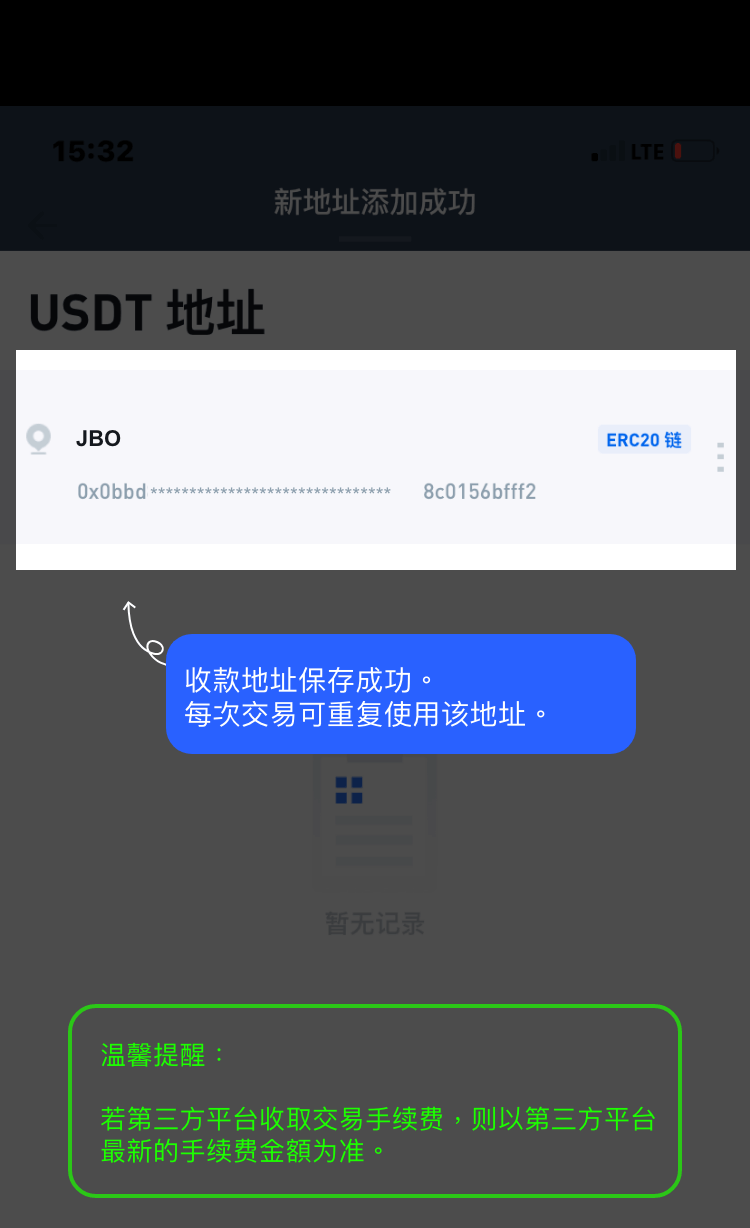 15:32
LTE
新地址添加成功
USDT 地址
JBO
ERC20 链
0x0bbd******************************* 8c0156bfff2
收款地址保存成功。
每次交易可重复使用该地址。
暂无记录
温馨提醒：
若第三方平台收取交易手续费，则以第三方平台
最新的手续费金額为准。